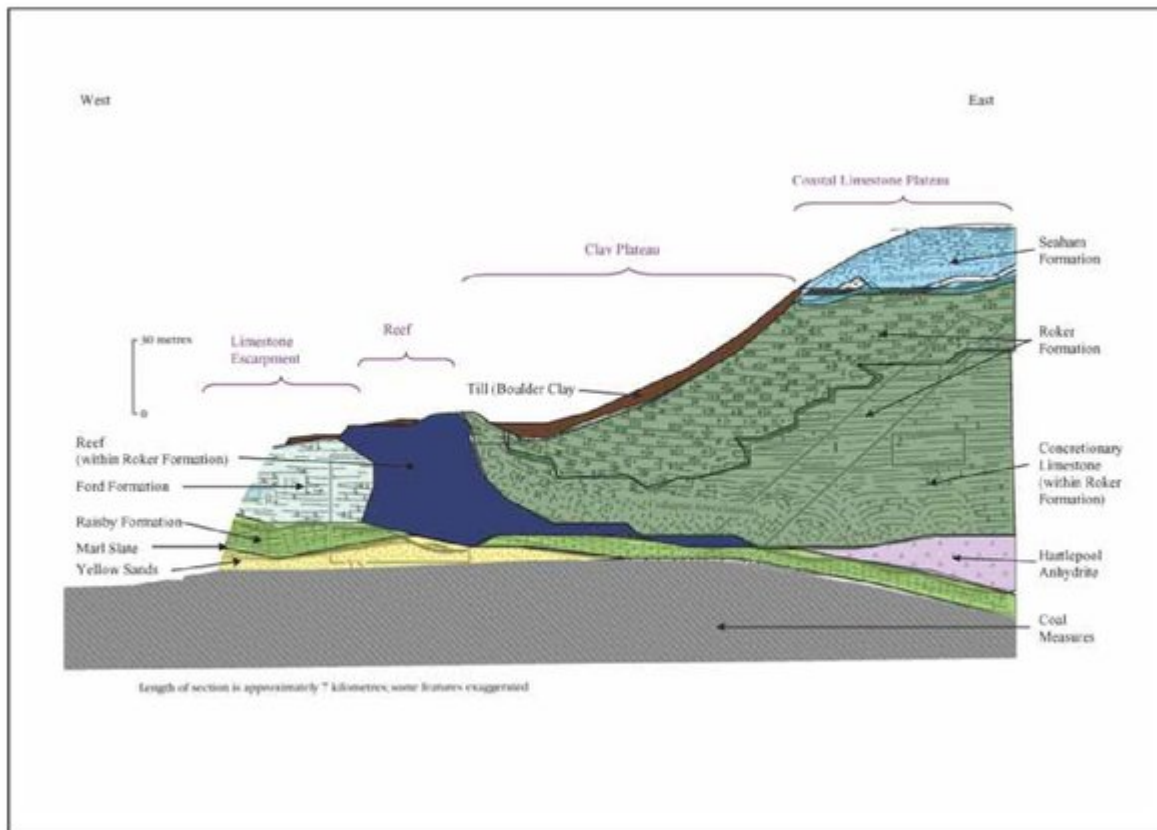 West
East
Coastal Limestone Plateau
Clay Plateau
Seaham
Formation
Reef
30 metres
Limestone
Escarpment
Roker
Formation
Till (Boulder Clay
0
Reef
(within Roker Formation)
Ford Formation
Concretionary
Limestone
(within Roker
Formation)
Raisby Formation
Marl Slate
Yellow Sands
Hartlepool
Anhydrite
Coal
Measures
Length of section is approximately 7 kilometres; some features exaggerated